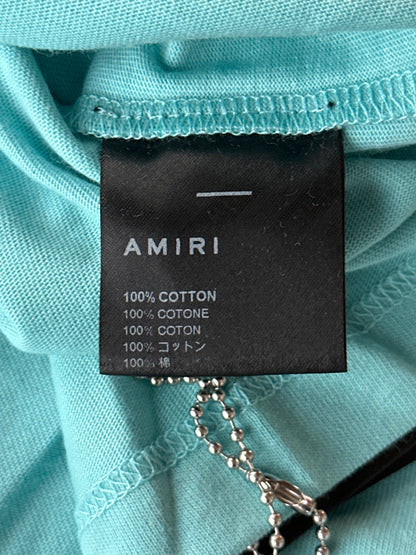 AMIRI
100% COTTON
100% COTONE
100% COTON
100% コットン
100% 棉